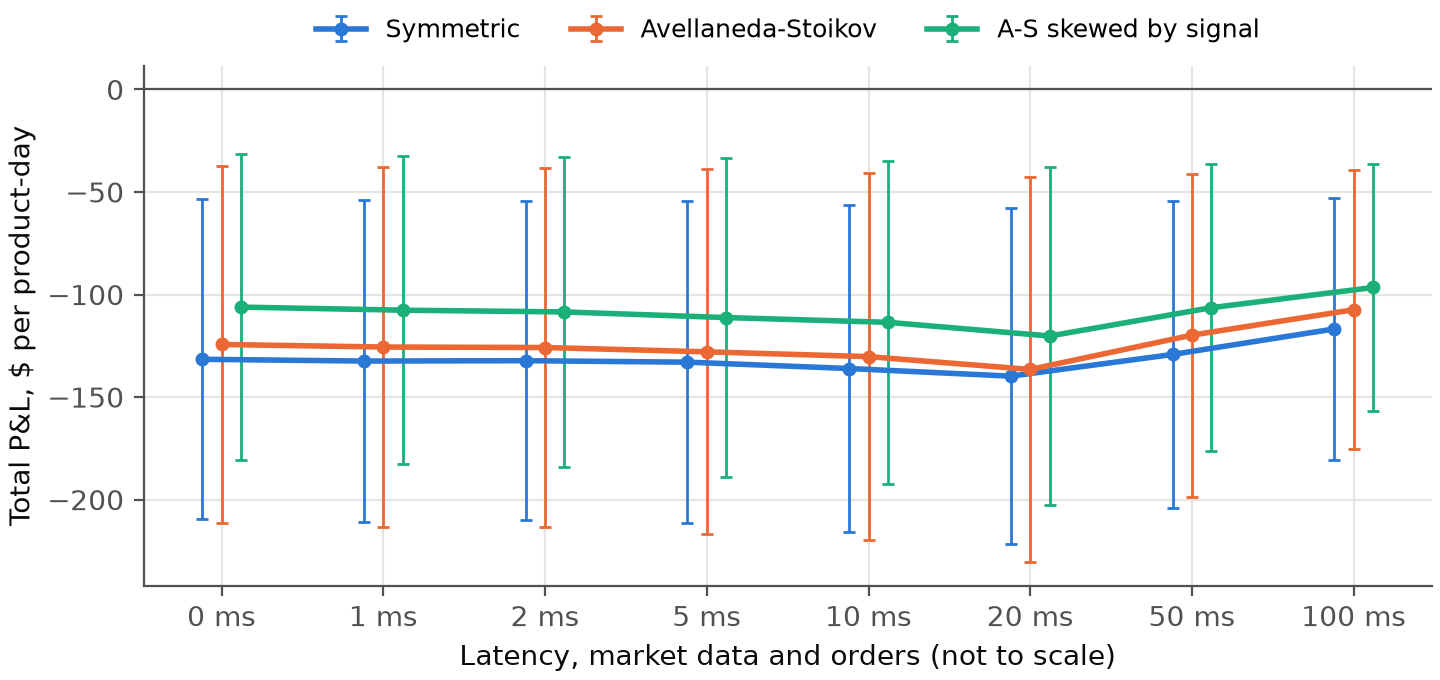 Symmetric Avellaneda-Stoikov A-S skewed by signal
Total P&L, $ per product-day
0
−50
−100
−150
−200
0 ms 1 ms 2 ms 5 ms 10 ms 20 ms 50 ms 100 ms
Latency, market data and orders (not to scale)